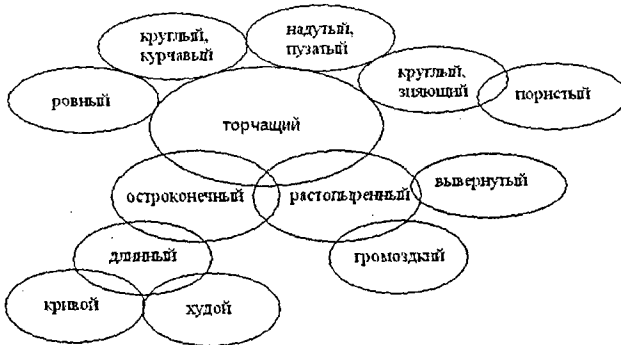 круглый,
курчавый
надутый,
пузатый
круглый,
зияющий
ровный
пористый
торчащий
остроконечный
растопыренный
вывернутый
длинный
громоздкий
кривой
худой